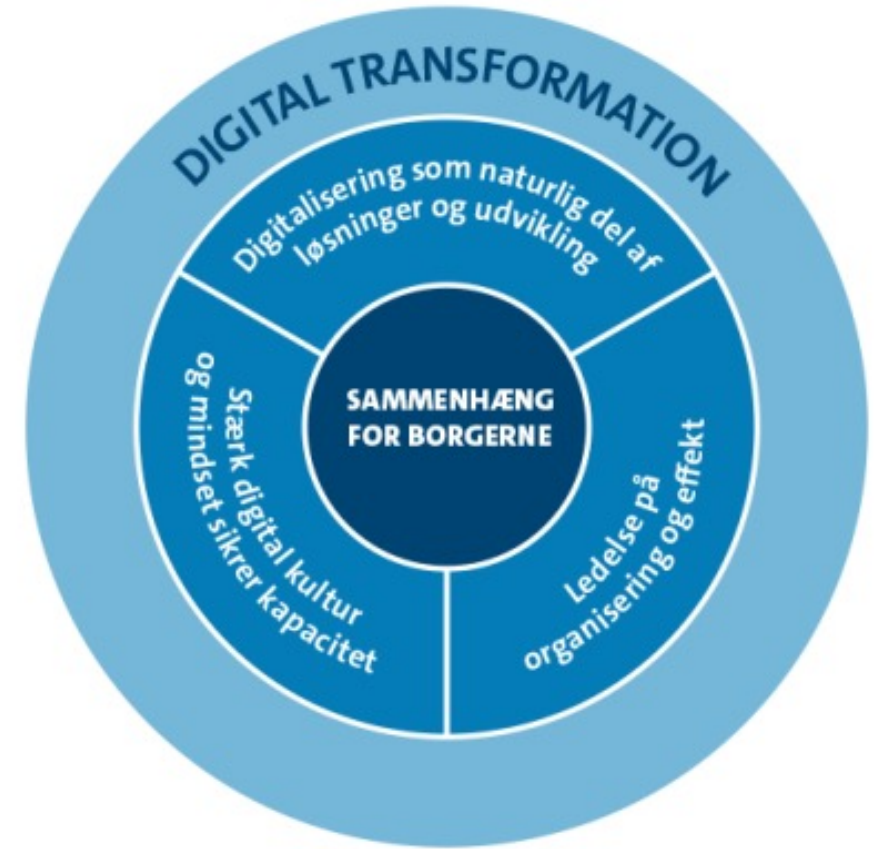 DIGITAL TRANSFORMATION
Digitalisering som naturlig del af
løsninger og udvikling
SAMMENHÆNG
FOR BORGERNE
Stærk digital kultur
og mindset sikrer kapacitet
Ledelse på
organisering og effekt